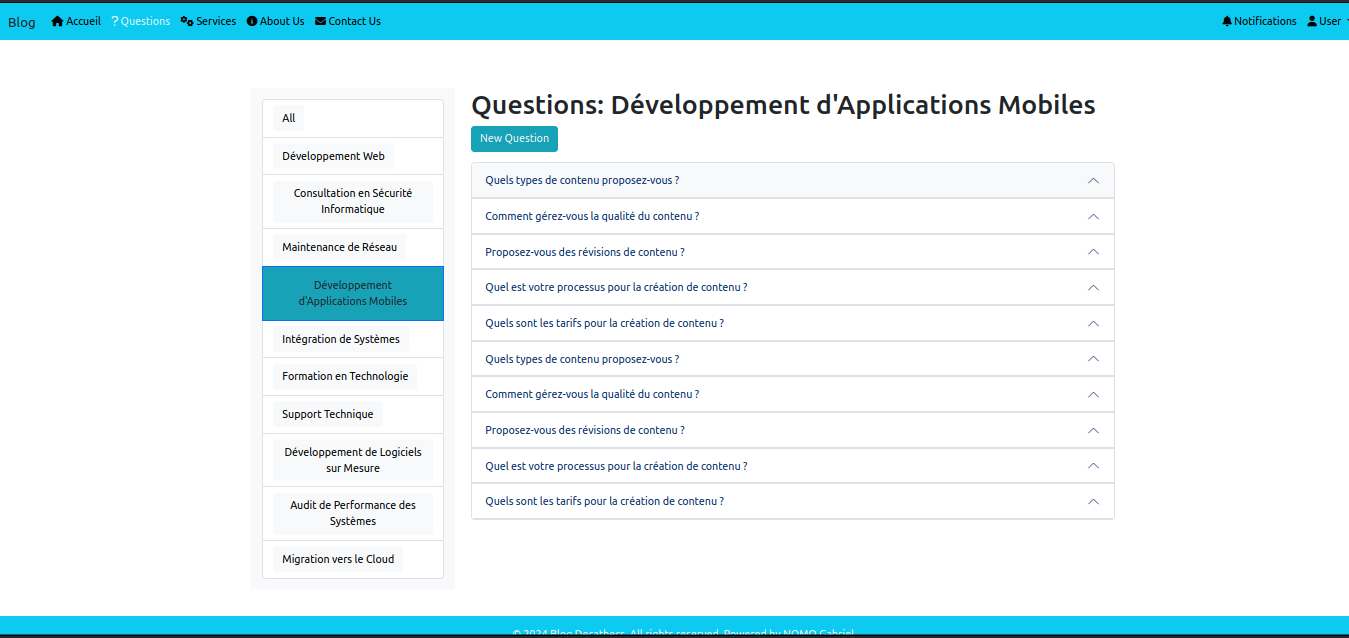 Blog Accueil ? Questions Services About Us Contact Us Notifications User
All
Développement Web
Consultation en Sécurité
Informatique
Maintenance de Réseau
Développement
d'Applications Mobiles
Intégration de Systèmes
Formation en Technologie
Support Technique
Développement de Logiciels
sur Mesure
Audit de Performance des
Systèmes
Migration vers le Cloud
Questions: Développement d'Applications Mobiles
New Question
Quels types de contenu proposez-vous ?
Comment gérez-vous la qualité du contenu ?
Proposez-vous des révisions de contenu ?
Quel est votre processus pour la création de contenu ?
Quels sont les tarifs pour la création de contenu ?
Quels types de contenu proposez-vous ?
Comment gérez-vous la qualité du contenu ?
Proposez-vous des révisions de contenu ?
Quel est votre processus pour la création de contenu ?
Quels sont les tarifs pour la création de contenu ?
© 2024 Blog Decathecs. All rights reserved. Powered by NOMO Gabriel